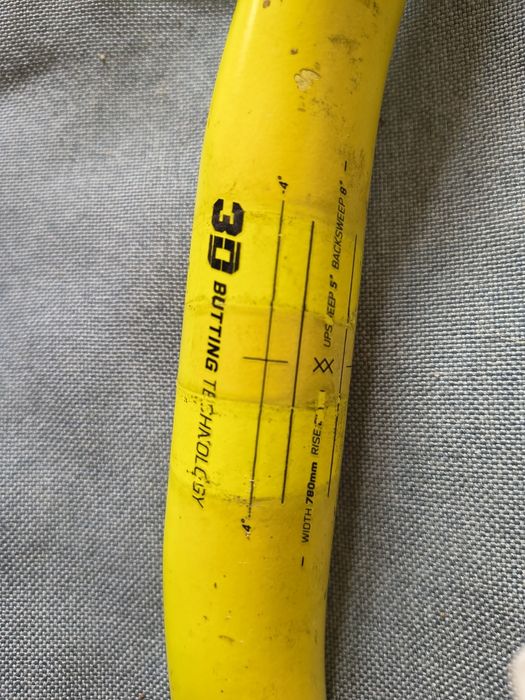 3D BUTTING TECHNOLOGY
-4°
-4°
WIDTH 780mm RISE UPSWEEP 5° BACKSWEEP 8°